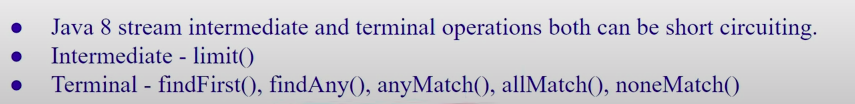 ● Java 8 stream intermediate and terminal operations both can be short circuiting.
● Intermediate - limit()
● Terminal - findFirst(), findAny(), anyMatch(), allMatch(), noneMatch()